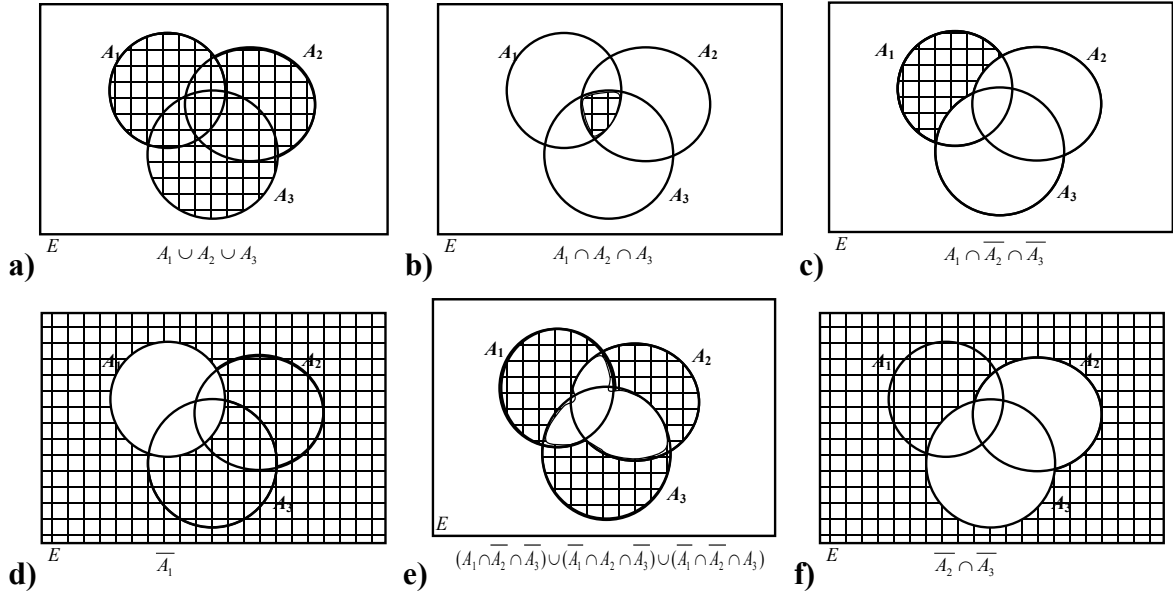 A₁ A₂
A₃
E
a) A₁ ∪ A₂ ∪ A₃
A₁ A₂
A₃
E
b) A₁ ∩ A₂ ∩ A₃
A₁ A₂
A₃
E
c) A₁ ∩ A̅₂̅ ∩ A̅₃̅
A₁ A₂
A₃
E
d) A̅₁̅
A₁ A₂
A₃
E
e) (A₁ ∩ A̅₂̅ ∩ A̅₃̅) ∪ (A̅₁̅ ∩ A₂ ∩ A̅₃̅) ∪ (A̅₁̅ ∩ A̅₂̅ ∩ A₃)
A₁ A₂
A₃
E
f) A̅₂̅ ∩ A̅₃̅